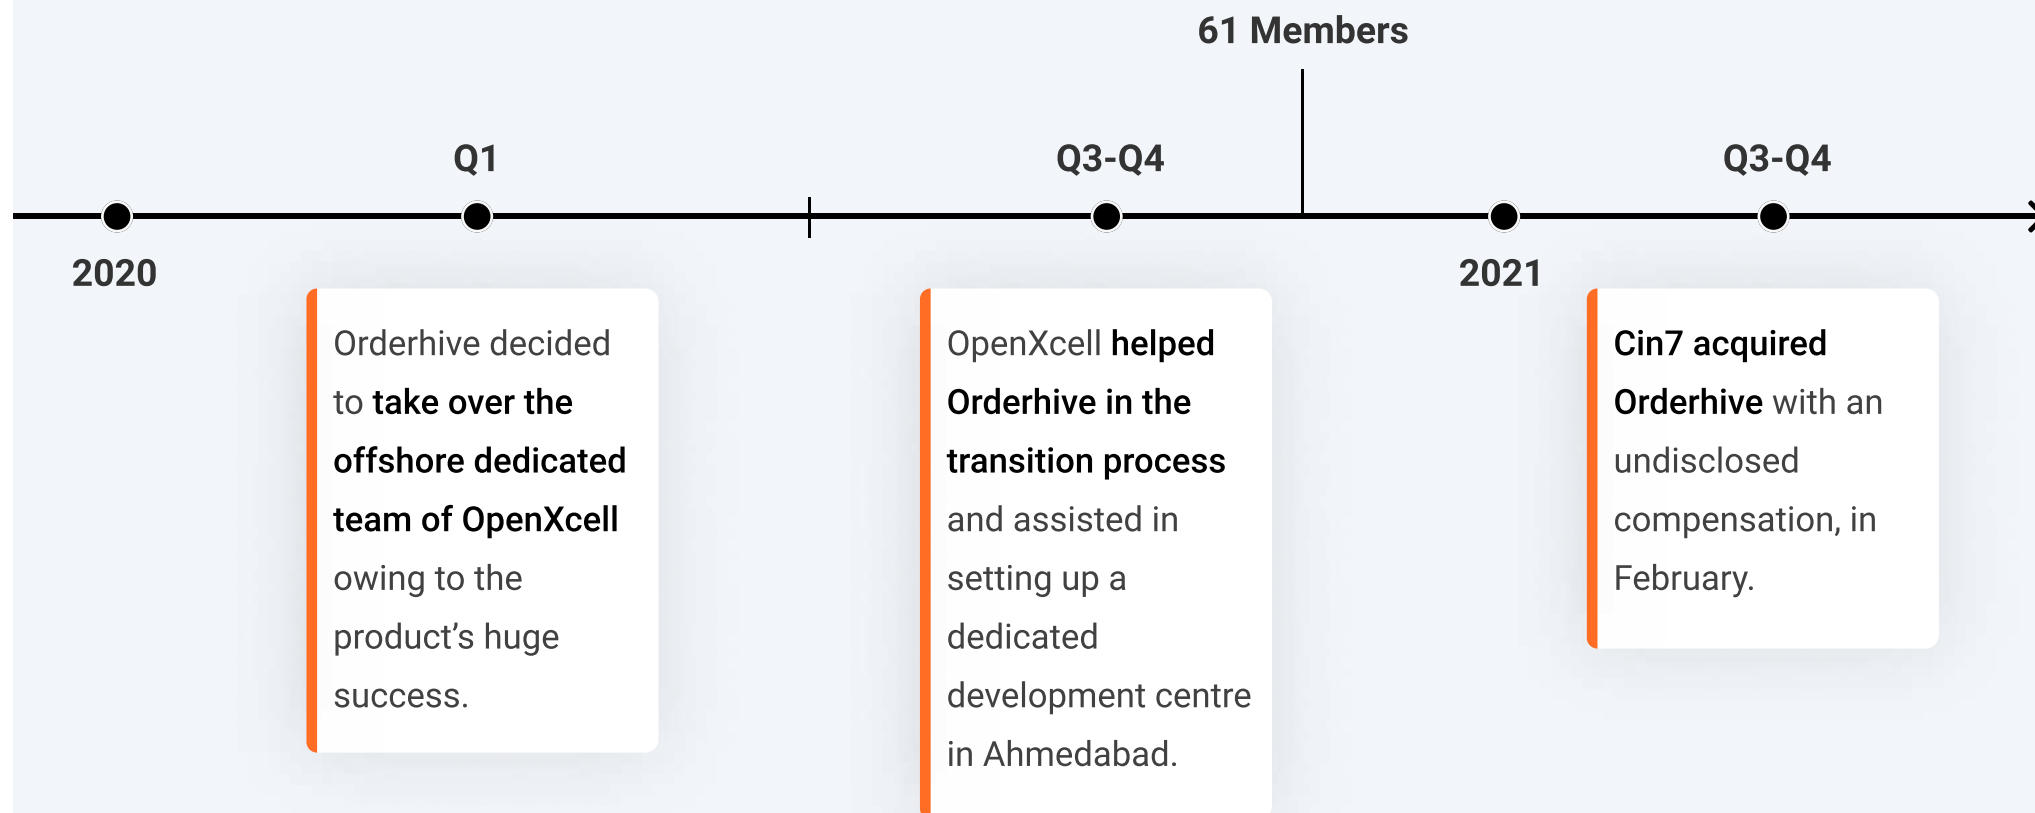 61 Members
Q1
Q3-Q4
Q3-Q4
2020
2021
Orderhive decided
to take over the
offshore dedicated
team of OpenXcell
owing to the
product’s huge
success.
OpenXcell helped
Orderhive in the
transition process
and assisted in
setting up a
dedicated
development centre
in Ahmedabad.
Cin7 acquired
Orderhive with an
undisclosed
compensation, in
February.